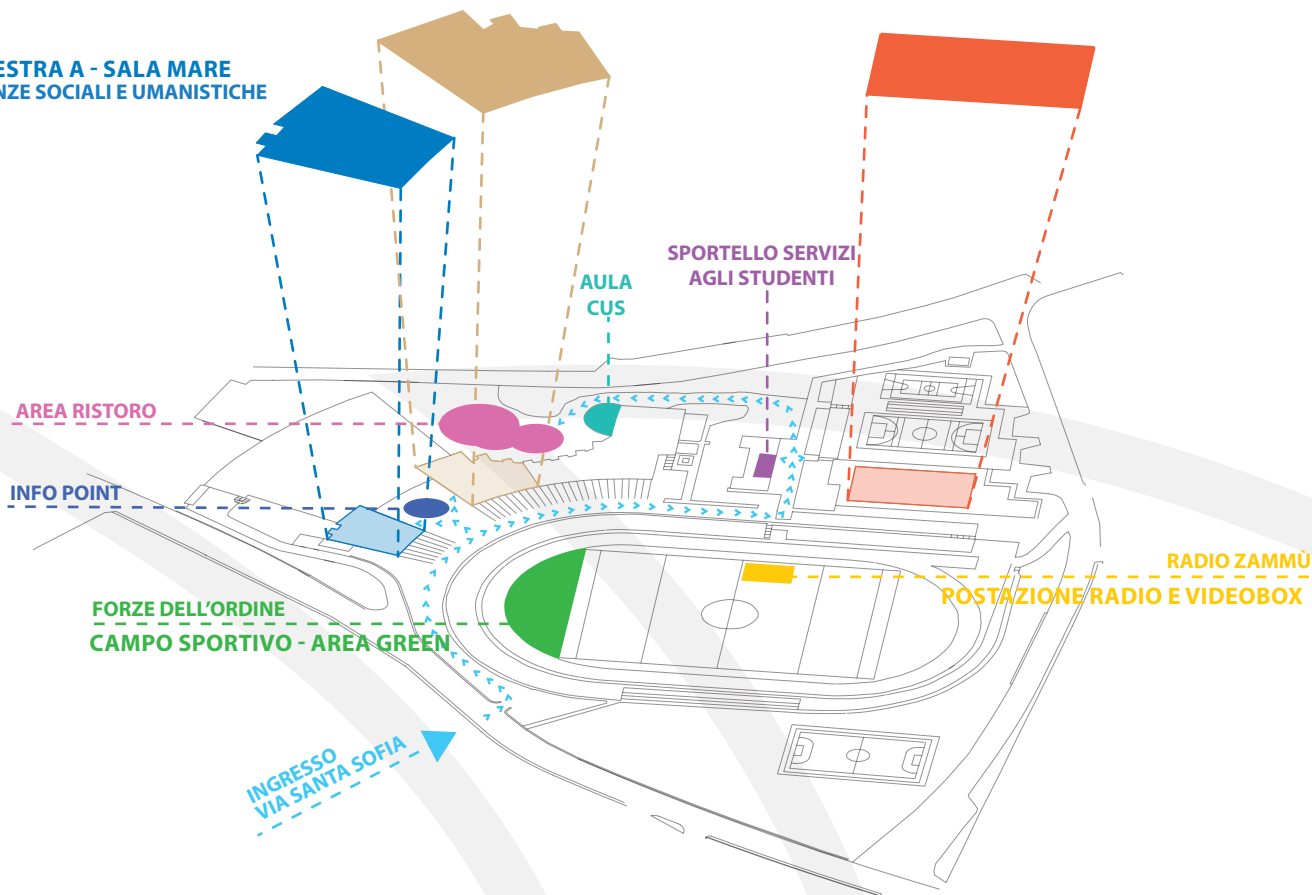 ESTRA A - SALA MARE
NZE SOCIALI E UMANISTICHE
SPORTELLO SERVIZI
AGLI STUDENTI
AULA
CUS
AREA RISTORO
INFO POINT
RADIO ZAMMÙ
POSTAZIONE RADIO E VIDEOBOX
FORZE DELL'ORDINE
CAMPO SPORTIVO - AREA GREEN
INGRESSO
VIA SANTA SOFIA